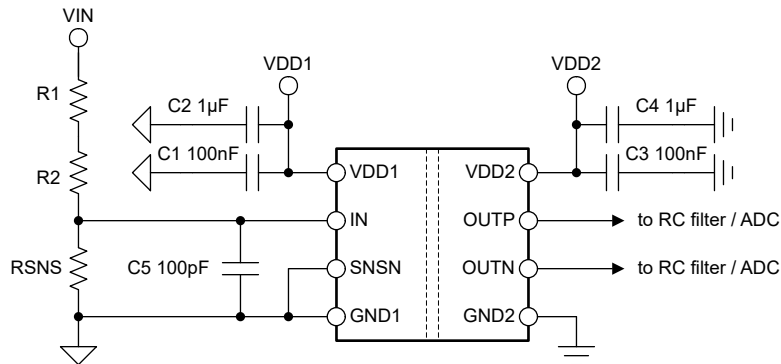 VIN
VDD1
VDD2
R1
C2 1µF
C4 1µF
C1 100nF
C3 100nF
R2
VDD1
VDD2
IN
OUTP
to RC filter / ADC
RSNS
C5 100pF
SNSN
OUTN
to RC filter / ADC
GND1
GND2